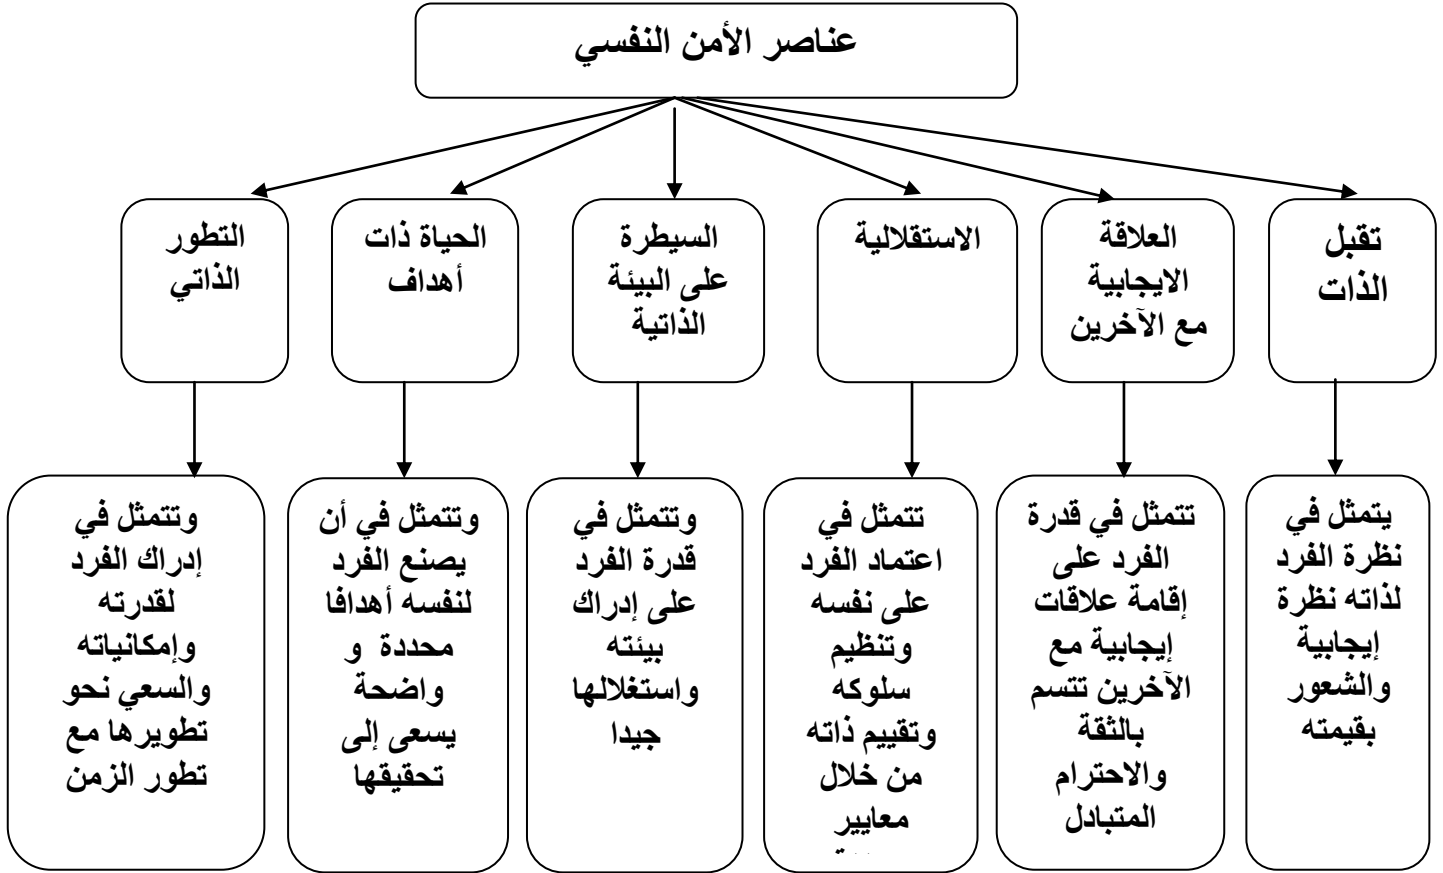 عناصر الأمن النفسي
تقبل
الذات
العلاقة
الايجابية
مع الآخرين
الاستقلالية
السيطرة
على البيئة
الذاتية
الحياة ذات
أهداف
التطور
الذاتي
يتمثل في
نظرة الفرد
لذاته نظرة
إيجابية
والشعور
بقيمته
تتمثل في قدرة
الفرد على
إقامة علاقات
إيجابية مع
الآخرين تتسم
بالثقة
والاحترام
المتبادل
تتمثل في
اعتماد الفرد
على نفسه
وتنظيم
سلوكه
وتقييم ذاته
من خلال
معايير
وتتمثل في
قدرة الفرد
على إدراك
بيئته
واستغلالها
جيدا
وتتمثل في أن
يصنع الفرد
لنفسه أهدافا
محددة و
واضحة
يسعى إلى
تحقيقها
وتتمثل في
إدراك الفرد
لقدرته
وإمكانياته
والسعي نحو
تطويرها مع
تطور الزمن